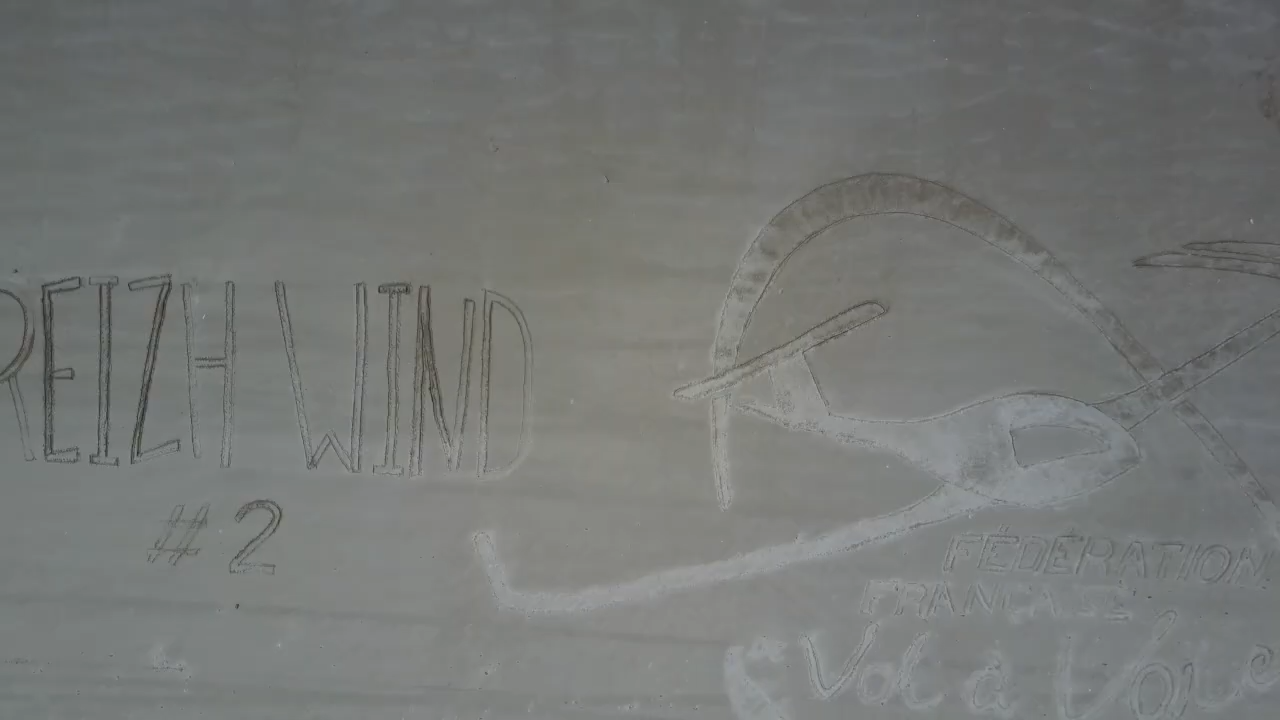 REIZH WIND
#2
FÉDÉRATION
FRANÇAISE
Vol à Voile